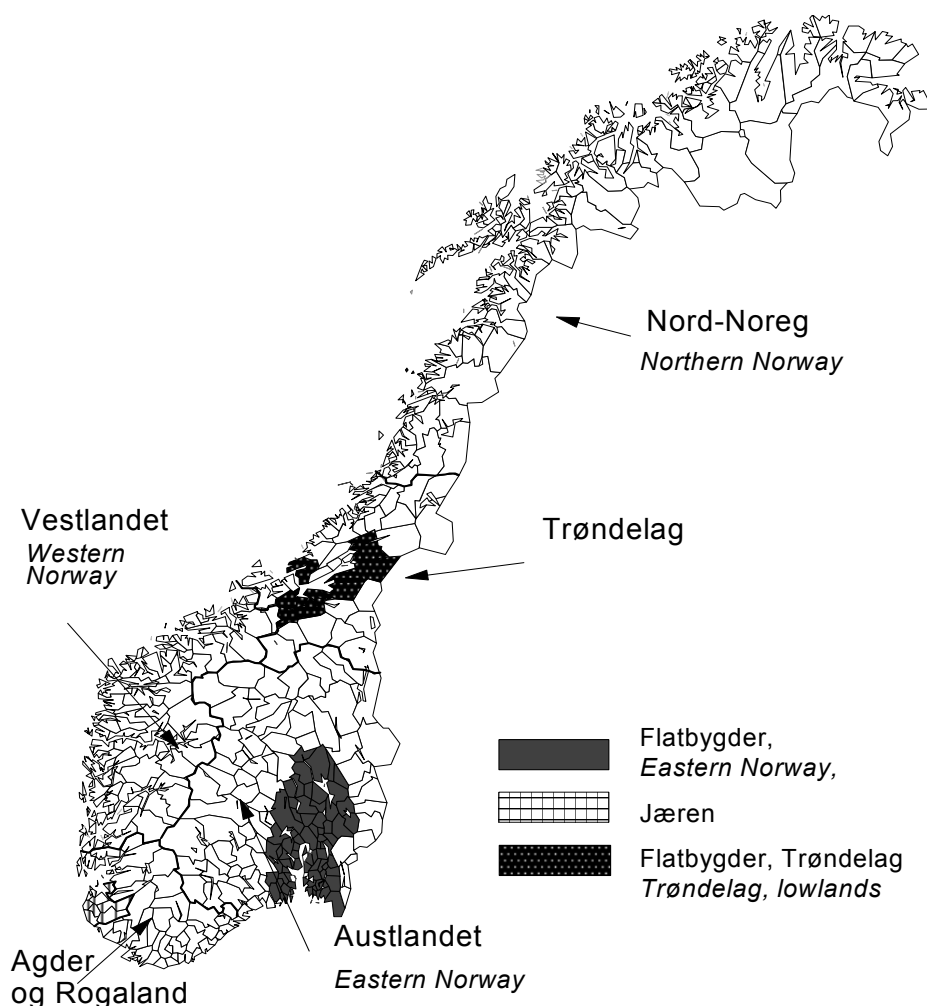 Nord-Noreg
Northern Norway
Vestlandet
Western
Norway
Trøndelag
Flatbygder,
Eastern Norway,
Jæren
Flatbygder, Trøndelag
Trøndelag, lowlands
Austlandet
Eastern Norway
Agder
og Rogaland